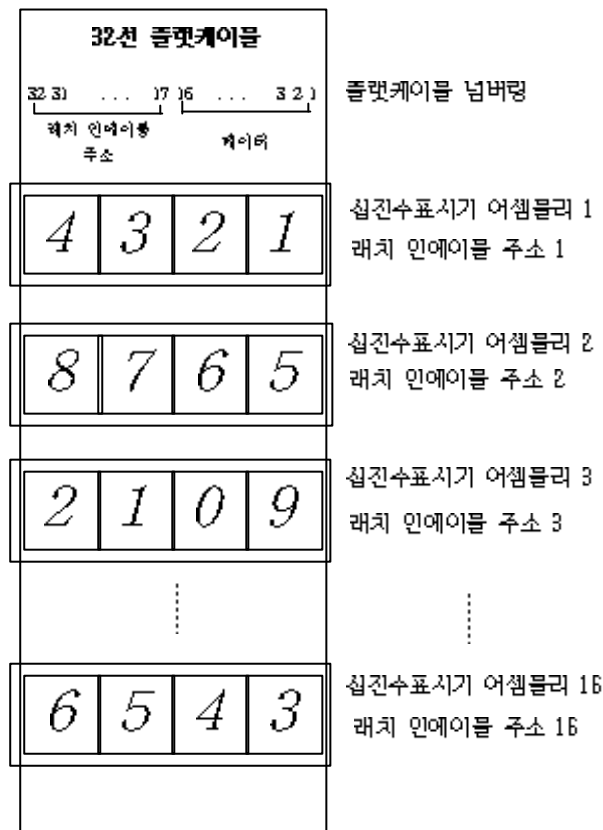 32선 플랫케이블
32 31 ... 17 16 ... 3 2 1
플랫케이블 넘버링
래치 인에이블
주소
데이터
4 3 2 1
십진수표시기 어셈블리 1
래치 인에이블 주소 1
8 7 6 5
십진수표시기 어셈블리 2
래치 인에이블 주소 2
2 1 0 9
십진수표시기 어셈블리 3
래치 인에이블 주소 3
6 5 4 3
십진수표시기 어셈블리 16
래치 인에이블 주소 16